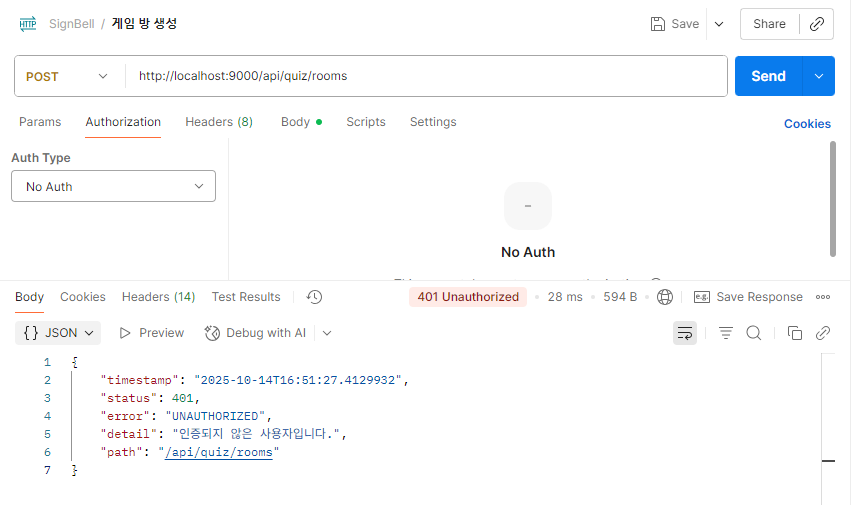 HTTP SignBell / 게임 방 생성 Save Share
POST http://localhost:9000/api/quiz/rooms Send
Params Authorization Headers (8) Body Scripts Settings Cookies
Auth Type
No Auth
No Auth
Body Cookies Headers (14) Test Results 401 Unauthorized • 28 ms • 594 B e.g. Save Response
{} JSON Preview Debug with AI
1 {
2 "timestamp": "2025-10-14T16:51:27.4129932",
3 "status": 401,
4 "error": "UNAUTHORIZED",
5 "detail": "인증되지 않은 사용자입니다.",
6 "path": "/api/quiz/rooms"
7 }